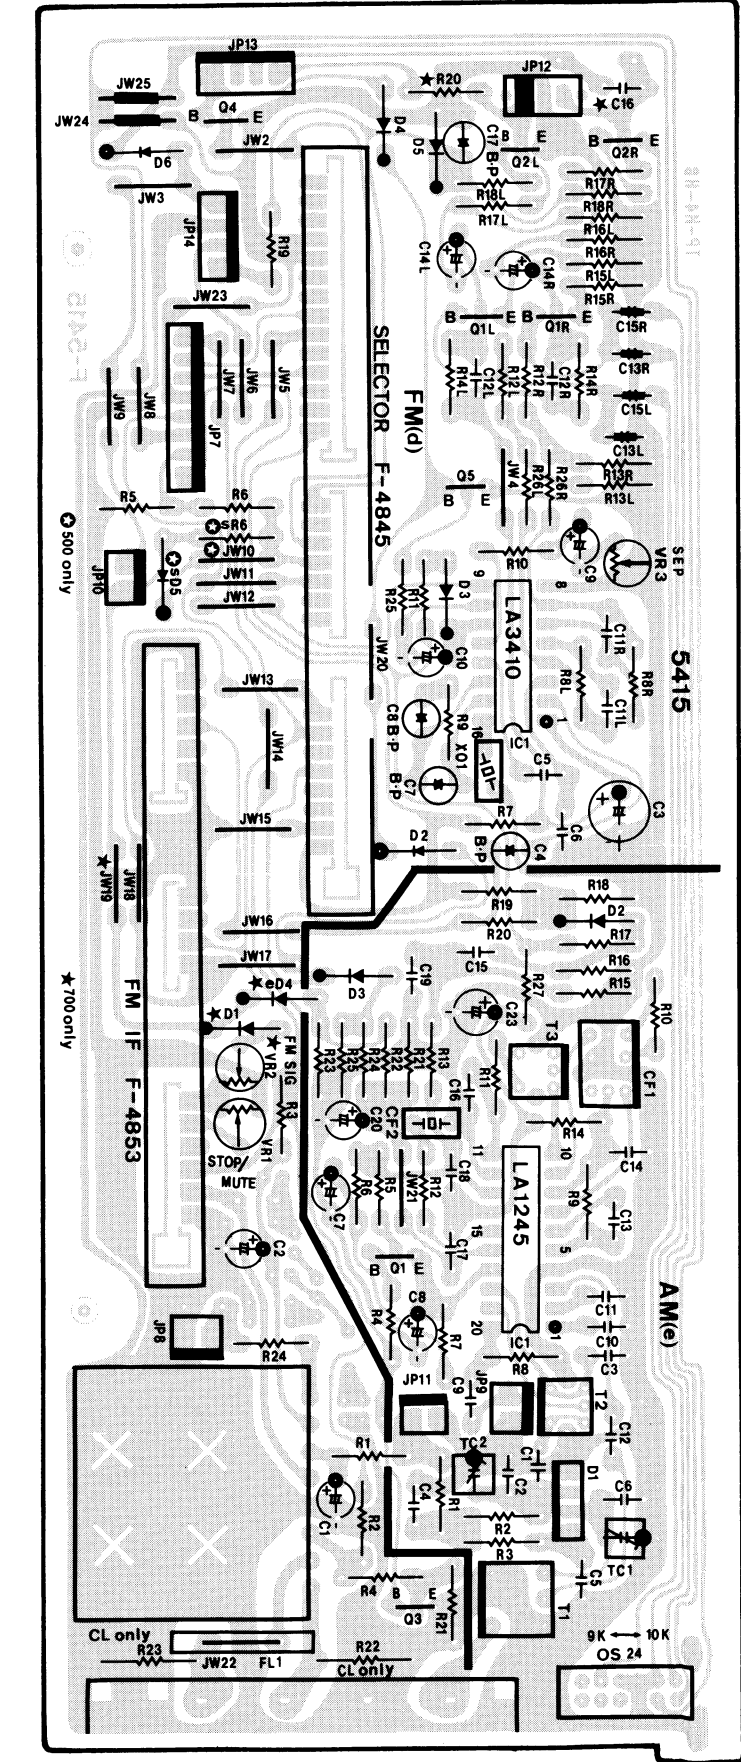 JP13
JP12
★R20
JW25
C16
★
Q4
JW24
B
E
D4
C17
B·P
B
E
B
E
JW2
D5
Q2L
Q2R
D6
R17R
R18L
JW3
R18R
R17L
R16L
JP14
R19
C14L
C14R
R16R
R15L
R15R
JW23
B
E
B
E
C15R
Q1L
Q1R
F-5415
SELECTOR F-4845
C13R
R14L
C12L
R12L
R12R
C12R
R14R
JW9
JW8
JP7
JW7
JW6
JW5
FM(d)
C15L
C13L
R13R
R13L
Q5
B
E
JW4
R26L
R26R
R5
R6
✪sR6
✪JW10
JW11
JW12
✪500 only
JP10
✪sD5
R10
C9
SEP
VR3
9
8
R25
R11
D3
LA3410
C10
C11R
JW20
R8L
R8R
5415
C11L
JW13
C8 B·P
R9
XO1
16
1
IC1
JW14
C7
B·P
C5
C3
R7
C6
JW15
D2
B·P
C4
★JW19
JW18
R19
R18
R20
D2
R17
JW16
C15
R16
JW17
R15
★eD4
D3
C19
R27
★700 only
FM IF F-4853
★D1
C23
T3
R10
CF1
FM SIG
★VR2
R23
R25
R24
R22
R21
R13
C16
R11
R3
C20
CF2
R14
VR1
11
10
C14
STOP/
MUTE
R6
R5
JW21
R12
C18
LA1245
R9
C13
C7
15
5
C17
C2
Q1
B
E
AM(e)
C8
R4
C11
JP8
R7
20
1
C10
IC1
C3
R24
R8
JP11
C9
JP9
T2
C12
TC2
R1
C1
D1
C2
C6
C4
R1
C1
R2
R2
R3
TC1
C5
R4
B
E
Q3
R21
T1
CL only
R23
JW22
FL1
R22
CL only
9K ↔ 10K
OS 24